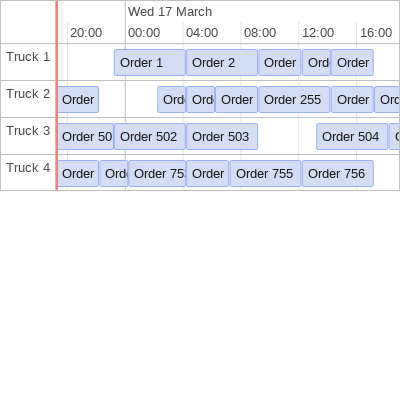 Wed 17 March
20:00 00:00 04:00 08:00 12:00 16:00
Truck 1 Order 1 Order 2 Order Ord Order
Truck 2 Order Ord Ord Order Order 255 Order Ord
Truck 3 Order 50 Order 502 Order 503 Order 504
Truck 4 Order Ord Order 75 Order Order 755 Order 756